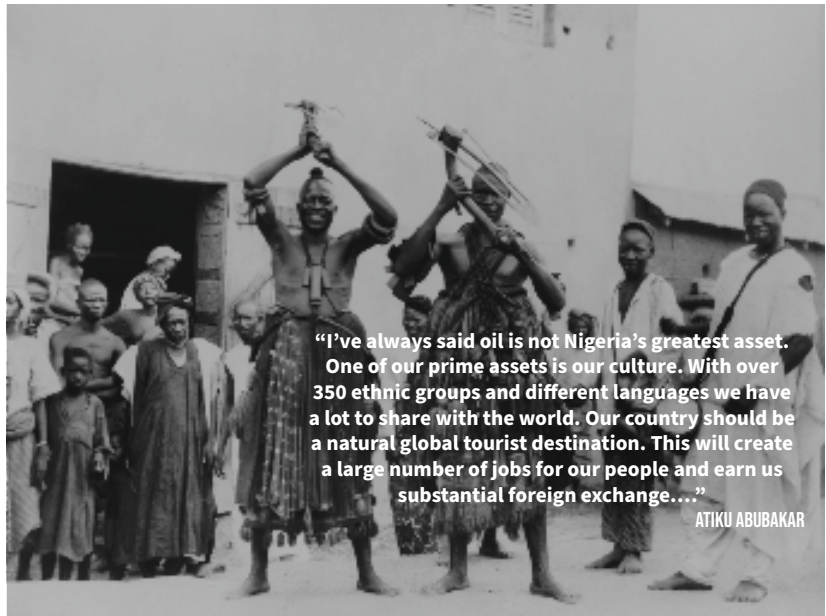 “I’ve always said oil is not Nigeria’s greatest asset.
One of our prime assets is our culture. With over
350 ethnic groups and different languages we have
a lot to share with the world. Our country should be
a natural global tourist destination. This will create
a large number of jobs for our people and earn us
substantial foreign exchange....”
ATIKU ABUBAKAR